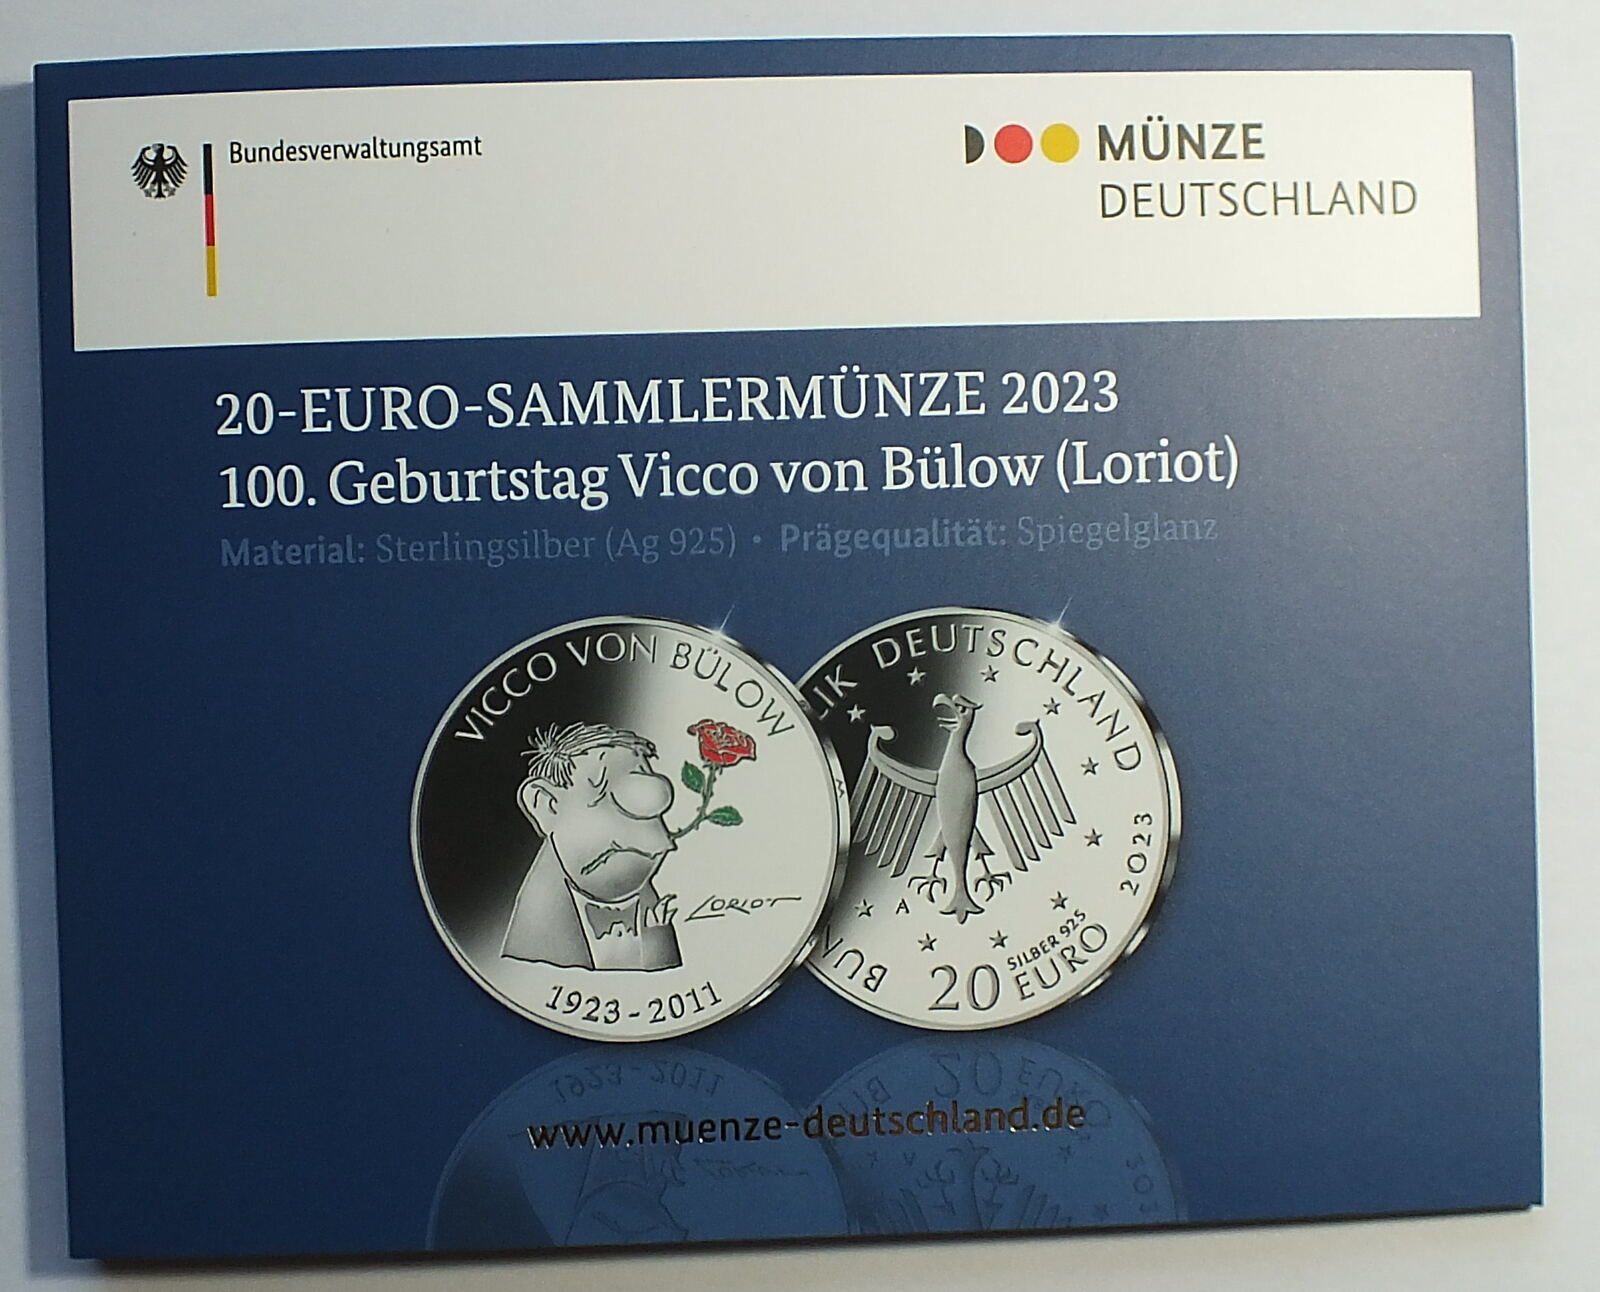 Bundesverwaltungsamt
MÜNZE
DEUTSCHLAND
20-EURO-SAMMLERMÜNZE 2023
100. Geburtstag Vicco von Bülow (Loriot)
Material: Sterlingsilber (Ag 925) • Prägequalität: Spiegelglanz
VICCO VON BÜLOW
LORIOT
1923-2011
LIK DEUTSCHLAND
2023
A
BUN
SILBER 925
20 EURO
www.muenze-deutschland.de